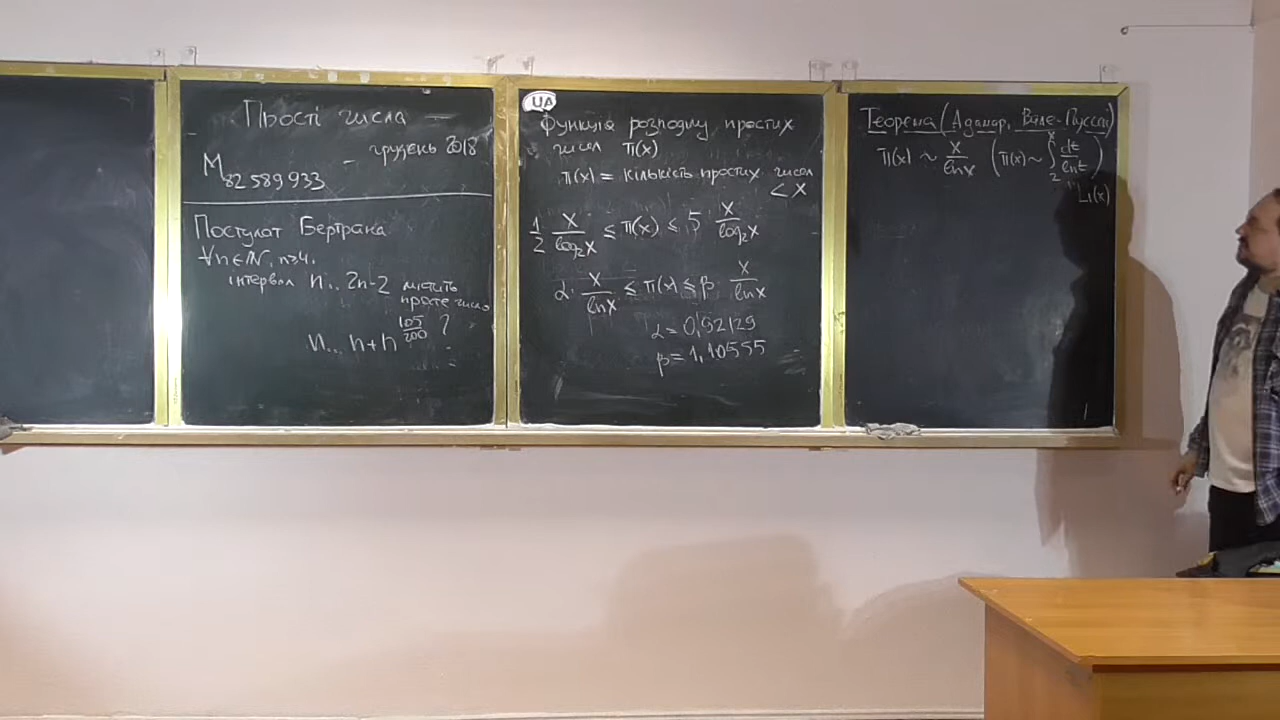 Прості числа
M₈₂ ₅₈₉ ₉₃₃ – грудень 2018
Постулат Бертрана
∀n∈ℕ, n≥4,
інтервал n.. 2n-2 містить
просте число
n... n+n^(105/200) ?
UA
Функція розподілу простих
чисел π(x)
π(x) = кількість простих чисел
< x
1/2 x/log₂x ≤ π(x) ≤ 5 x/log₂x
α· x/lnx ≤ π(x) ≤ β· x/lnx
α = 0,92129
β = 1,10555
Теорема (Адамар, Валє-Пуссен)
π(x) ~ x/lnx (π(x) ~ ∫₂ˣ dt/lnt)
" Li(x)